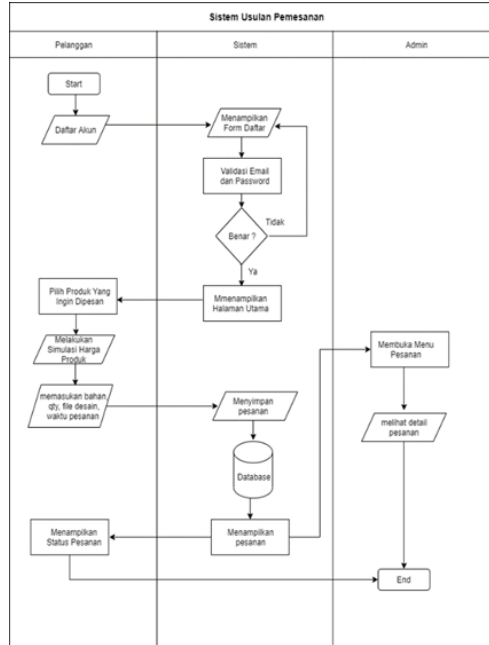 Sistem Usulan Pemesanan
Pelanggan
Sistem
Admin
Start
Daftar Akun
Menampilkan
Form Daftar
Validasi Email
dan Password
Tidak
Benar ?
Ya
Pilih Produk Yang
Ingin Dipesan
Mmenampilkan
Halaman Utama
Melakukan
Simulasi Harga
Produk
Membuka Menu
Pesanan
memasukan bahan,
qty, file desain,
waktu pesanan
Menyimpan
pesanan
melihat detail
pesanan
Database
Menampilkan
Status Pesanan
Menampilkan
pesanan
End